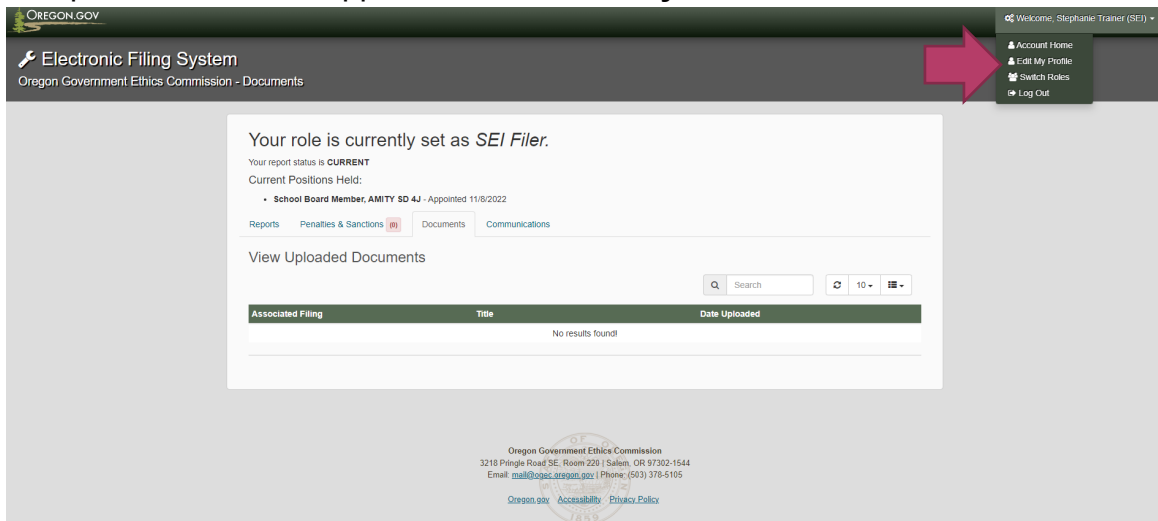 OREGON.GOV
Welcome, Stephanie Trainer (SEI)
Account Home
Edit My Profile
Switch Roles
Log Out
Electronic Filing System
Oregon Government Ethics Commission - Documents
Your role is currently set as SEI Filer.
Your report status is CURRENT
Current Positions Held:
• School Board Member, AMITY SD 4J - Appointed 11/8/2022
Reports Penalties & Sanctions (0) Documents Communications
View Uploaded Documents
Search 10
Associated Filing Title Date Uploaded
No results found!
Oregon Government Ethics Commission
3218 Pringle Road SE, Room 220 | Salem, OR 97302-1544
Email: mail@ogec.oregon.gov | Phone: (503) 378-5105
Oregon.gov Accessibility Privacy Policy
1859